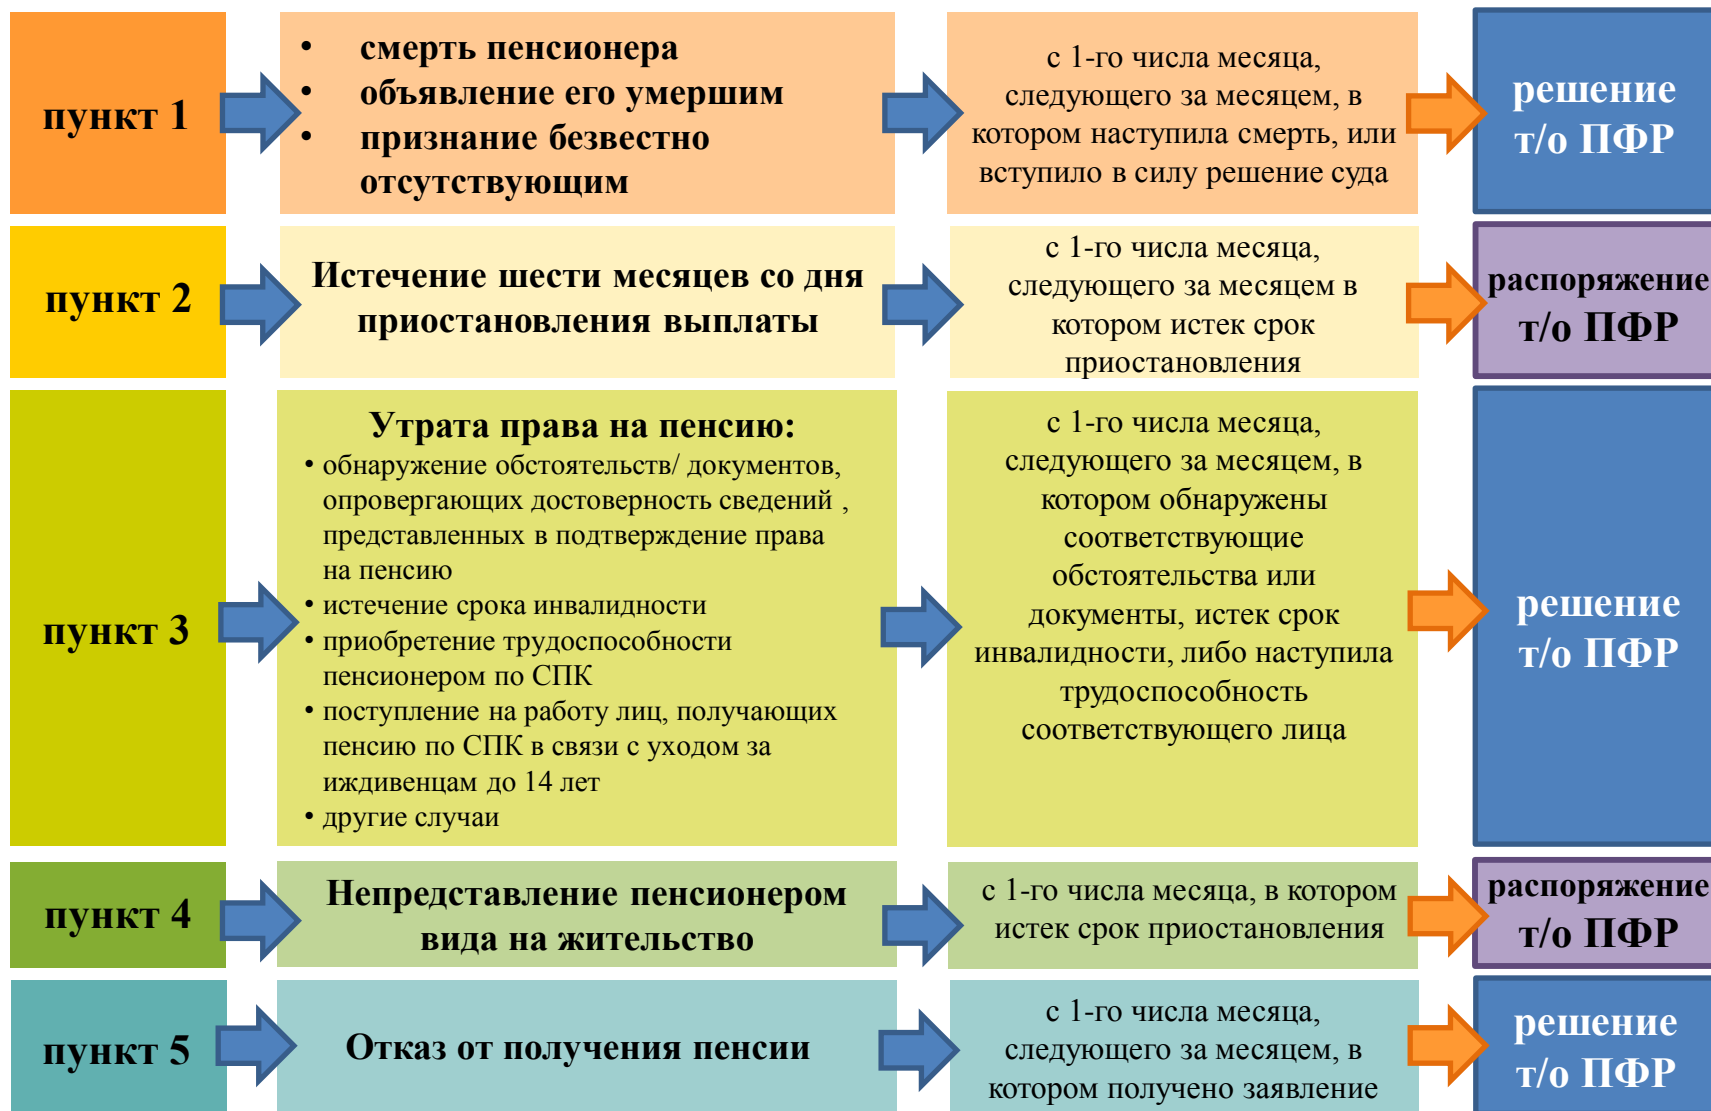 пункт 1
• смерть пенсионера
• объявление его умершим
• признание безвестно
отсутствующим
с 1-го числа месяца,
следующего за месяцем, в
котором наступила смерть, или
вступило в силу решение суда
решение
т/о ПФР
пункт 2
Истечение шести месяцев со дня
приостановления выплаты
с 1-го числа месяца,
следующего за месяцем в
котором истек срок
приостановления
распоряжение
т/о ПФР
пункт 3
Утрата права на пенсию:
• обнаружение обстоятельств/ документов,
опровергающих достоверность сведений ,
представленных в подтверждение права
на пенсию
• истечение срока инвалидности
• приобретение трудоспособности
пенсионером по СПК
• поступление на работу лиц, получающих
пенсию по СПК в связи с уходом за
иждивенцам до 14 лет
• другие случаи
с 1-го числа месяца,
следующего за месяцем, в
котором обнаружены
соответствующие
обстоятельства или
документы, истек срок
инвалидности, либо наступила
трудоспособность
соответствующего лица
решение
т/о ПФР
пункт 4
Непредставление пенсионером
вида на жительство
с 1-го числа месяца, в котором
истек срок приостановления
распоряжение
т/о ПФР
пункт 5
Отказ от получения пенсии
с 1-го числа месяца,
следующего за месяцем, в
котором получено заявление
решение
т/о ПФР